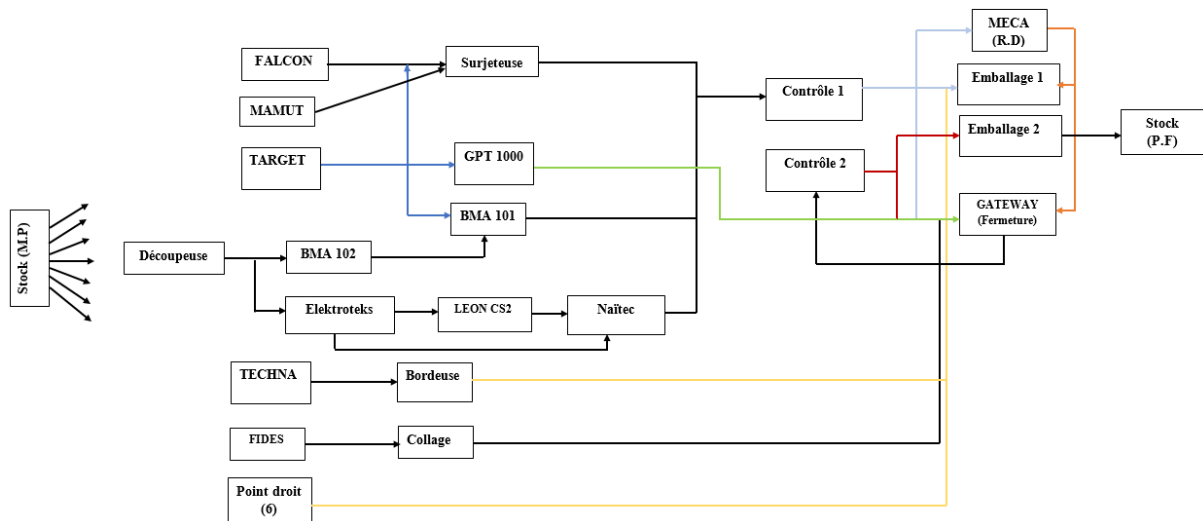 MECA
(R.D)
FALCON
Surjeteuse
Emballage 1
Contrôle 1
MAMUT
Emballage 2
Stock
(P.F)
TARGET
GPT 1000
Contrôle 2
BMA 101
GATEWAY
(Fermeture)
Stock (M.P)
Découpeuse
BMA 102
Elektroteks
LEON CS2
Naïtec
TECHNA
Bordeuse
FIDES
Collage
Point droit
(6)